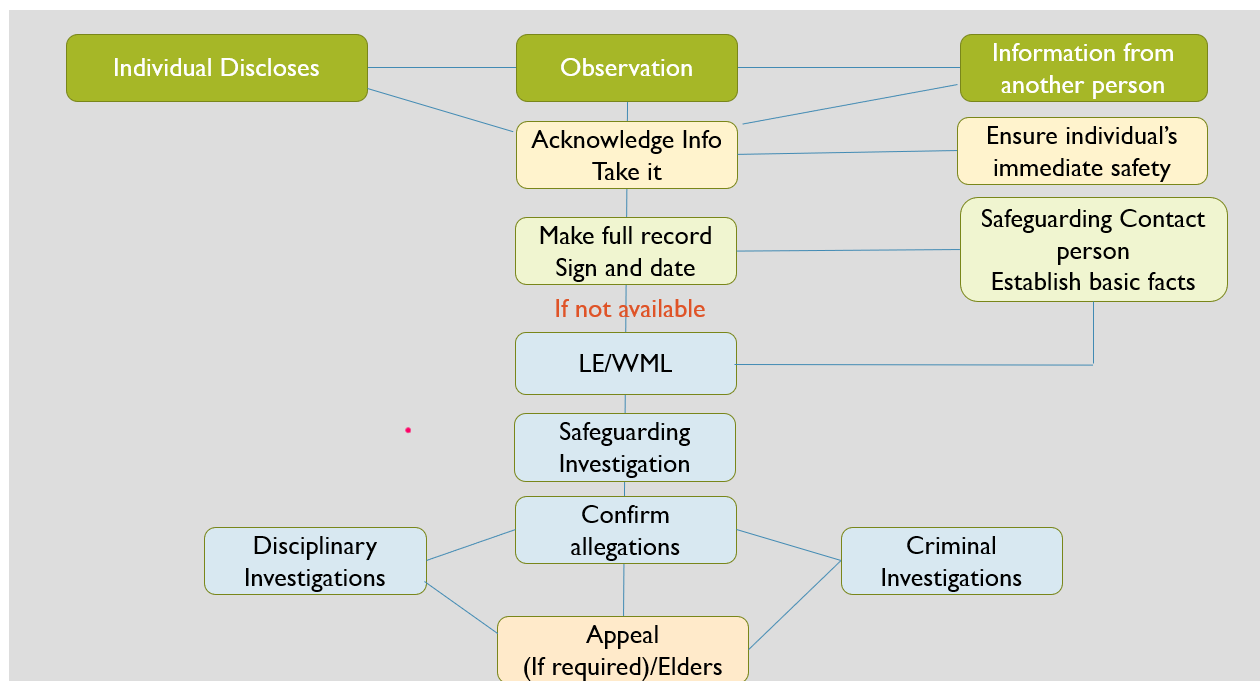 Individual Discloses
Observation
Information from
another person
Acknowledge Info
Take it
Ensure individual's
immediate safety
Make full record
Sign and date
Safeguarding Contact
person
Establish basic facts
If not available
LE/WML
Safeguarding
Investigation
Confirm
allegations
Disciplinary
Investigations
Criminal
Investigations
Appeal
(If required)/Elders